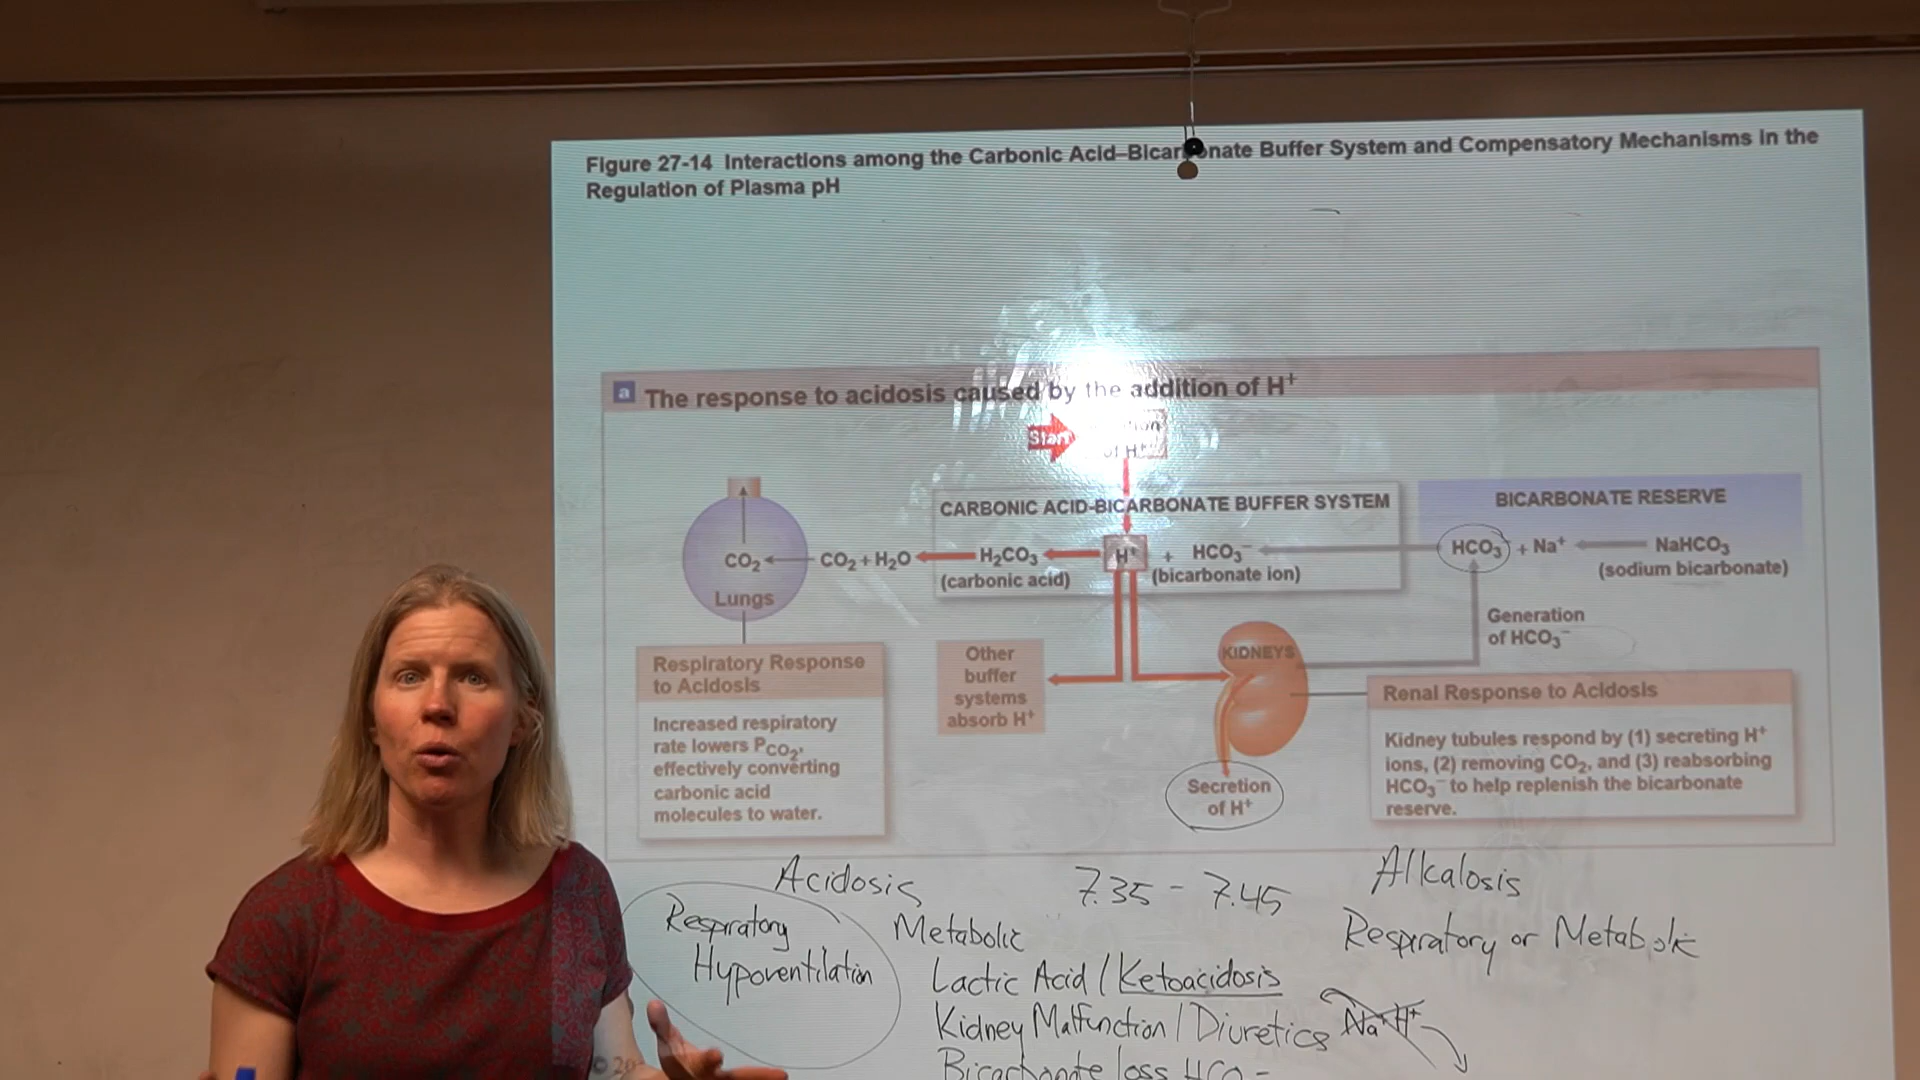 Figure 27-14 Interactions among the Carbonic Acid–Bicarbonate Buffer System and Compensatory Mechanisms in the
Regulation of Plasma pH
a The response to acidosis caused by the addition of H+
Start
of H+
CARBONIC ACID-BICARBONATE BUFFER SYSTEM
BICARBONATE RESERVE
CO2
CO2 + H2O
H2CO3
H+ + HCO3−
HCO3− + Na+
NaHCO3
(carbonic acid)
(bicarbonate ion)
(sodium bicarbonate)
Lungs
Generation
of HCO3−
Respiratory Response
to Acidosis
Increased respiratory
rate lowers PCO2,
effectively converting
carbonic acid
molecules to water.
Other
buffer
systems
absorb H+
KIDNEYS
Secretion
of H+
Renal Response to Acidosis
Kidney tubules respond by (1) secreting H+
ions, (2) removing CO2, and (3) reabsorbing
HCO3− to help replenish the bicarbonate
reserve.
Acidosis
7.35 - 7.45
Alkalosis
Respiratory
Hypoventilation
Metabolic
Respiratory or Metabolic
Lactic Acid / Ketoacidosis
Kidney Malfunction / Diuretics Na+ H+
Bicarbonate loss HCO3-
©